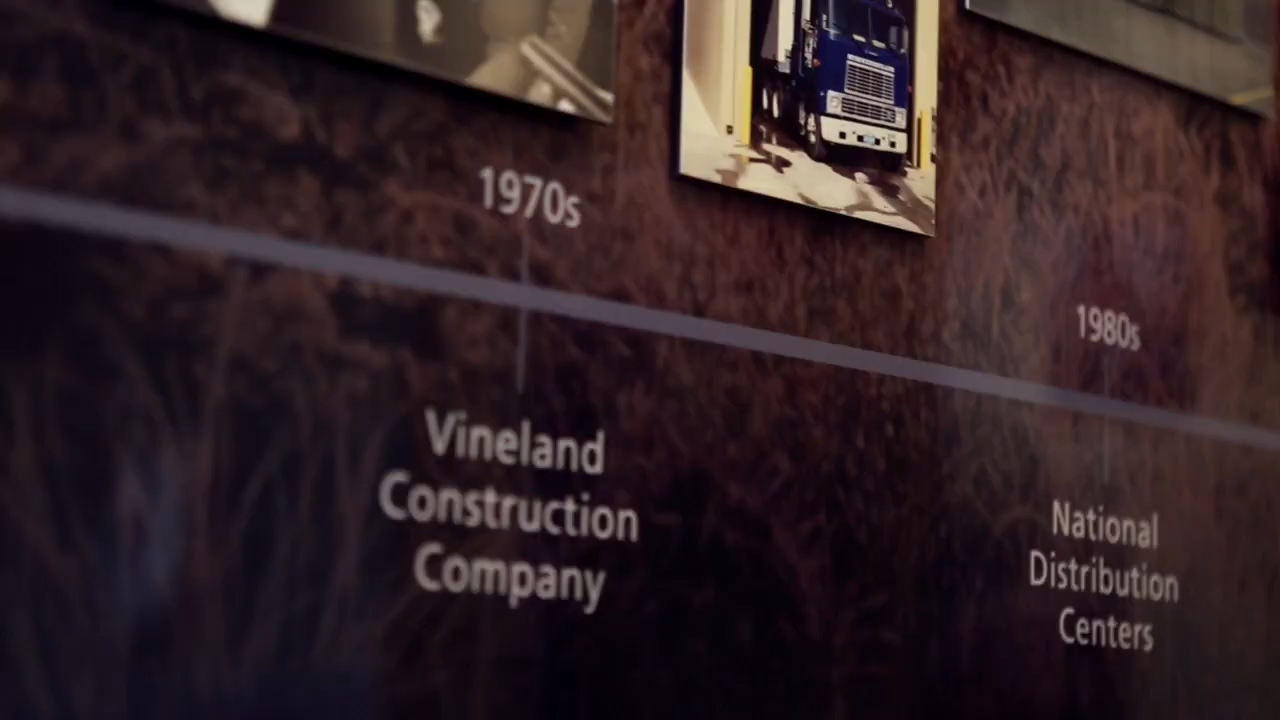 1970s
Vineland
Construction
Company
1980s
National
Distribution
Centers